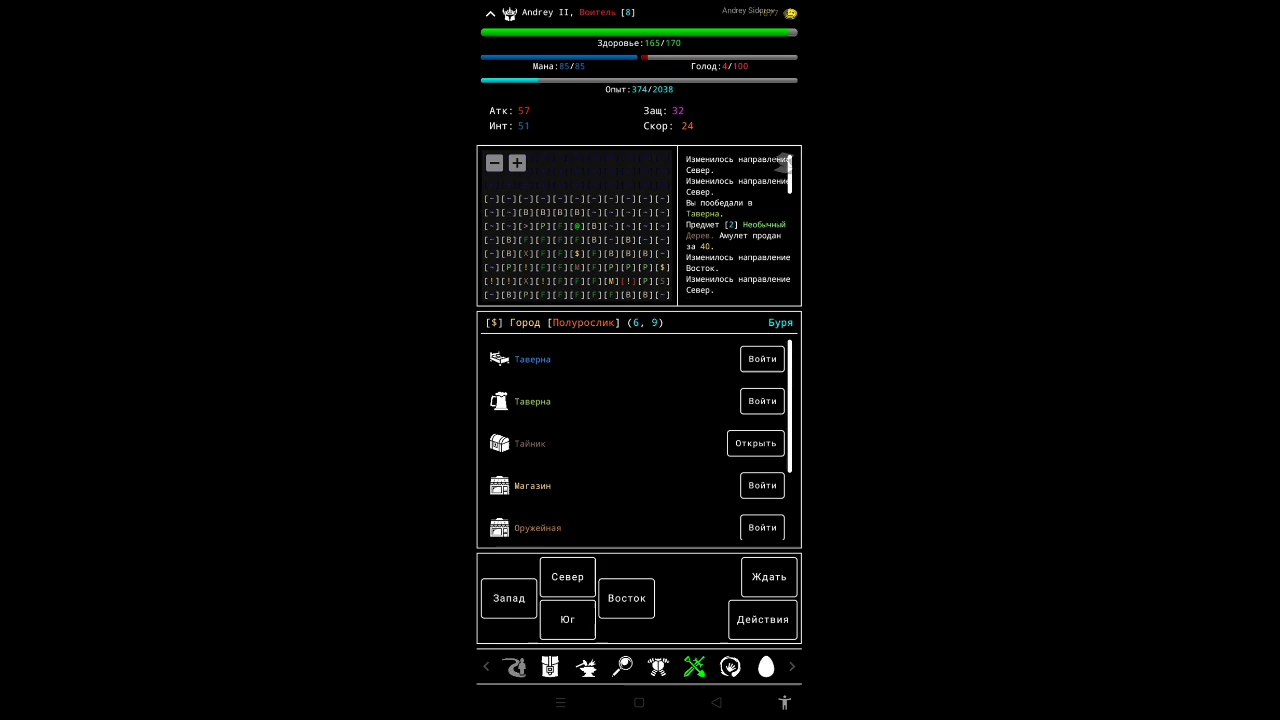 Andrey II, Воитель [8]
Andrey Sidorov
Здоровье:165/170
Мана:85/85
Голод:4/100
Опыт:374/2038
Атк: 57
Защ: 32
Инт: 51
Скор: 24
[~][~][~][~][~][~][~][~][~][~]
[~][~][B][B][B][B][~][~][~][~]
[~][~][>][P][F][@][B][~][~][~]
[~][B][F][F][F][F][B][~][B][~][~]
[~][B][X][F][F][$][F][B][B][B][~]
[~][P][!][F][F][M][F][P][P][P][$]
[!][!][X][!][F][F][F][M][!][P][S]
[~][B][P][F][F][F][F][F][B][B][~]
Изменилось направление
Север.
Изменилось направление
Север.
Вы пообедали в
Таверна.
Предмет [2] Необычный
Дерев. Амулет продан
за 40.
Изменилось направление
Восток.
Изменилось направление
Север.
[$] Город [Полурослик] (6, 9)
Буря
Таверна
Войти
Таверна
Войти
Тайник
Открыть
Магазин
Войти
Оружейная
Войти
Север
Ждать
Запад
Восток
Юг
Действия